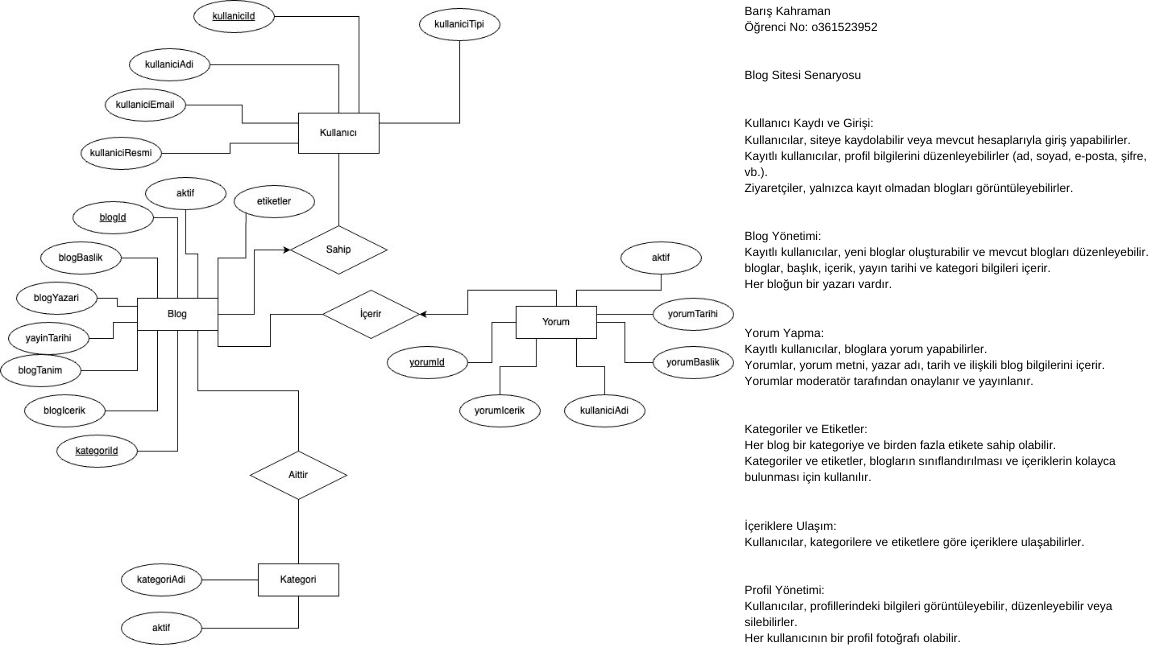 kullaniciId
kullaniciTipi
kullaniciAdi
kullaniciEmail
Kullanıcı
kullaniciResmi
aktif
etiketler
blogId
Sahip
blogBaslik
blogYazari
Blog
yayinTarihi
blogTanim
blogIcerik
kategoriId
İçerir
aktif
yorumTarihi
Yorum
yorumId
yorumBaslik
yorumIcerik
kullaniciAdi
Aittir
kategoriAdi
Kategori
aktif
Barış Kahraman
Öğrenci No: o361523952
Blog Sitesi Senaryosu
Kullanıcı Kaydı ve Girişi:
Kullanıcılar, siteye kaydolabilir veya mevcut hesaplarıyla giriş yapabilirler.
Kayıtlı kullanıcılar, profil bilgilerini düzenleyebilirler (ad, soyad, e-posta, şifre,
vb.).
Ziyaretçiler, yalnızca kayıt olmadan blogları görüntüleyebilirler.
Blog Yönetimi:
Kayıtlı kullanıcılar, yeni bloglar oluşturabilir ve mevcut blogları düzenleyebilir.
bloglar, başlık, içerik, yayın tarihi ve kategori bilgileri içerir.
Her bloğun bir yazarı vardır.
Yorum Yapma:
Kayıtlı kullanıcılar, bloglara yorum yapabilirler.
Yorumlar, yorum metni, yazar adı, tarih ve ilişkili blog bilgilerini içerir.
Yorumlar moderatör tarafından onaylanır ve yayınlanır.
Kategoriler ve Etiketler:
Her blog bir kategoriye ve birden fazla etikete sahip olabilir.
Kategoriler ve etiketler, blogların sınıflandırılması ve içeriklerin kolayca
bulunması için kullanılır.
İçeriklere Ulaşım:
Kullanıcılar, kategorilere ve etiketlere göre içeriklere ulaşabilirler.
Profil Yönetimi:
Kullanıcılar, profillerindeki bilgileri görüntüleyebilir, düzenleyebilir veya
silebilirler.
Her kullanıcının bir profil fotoğrafı olabilir.